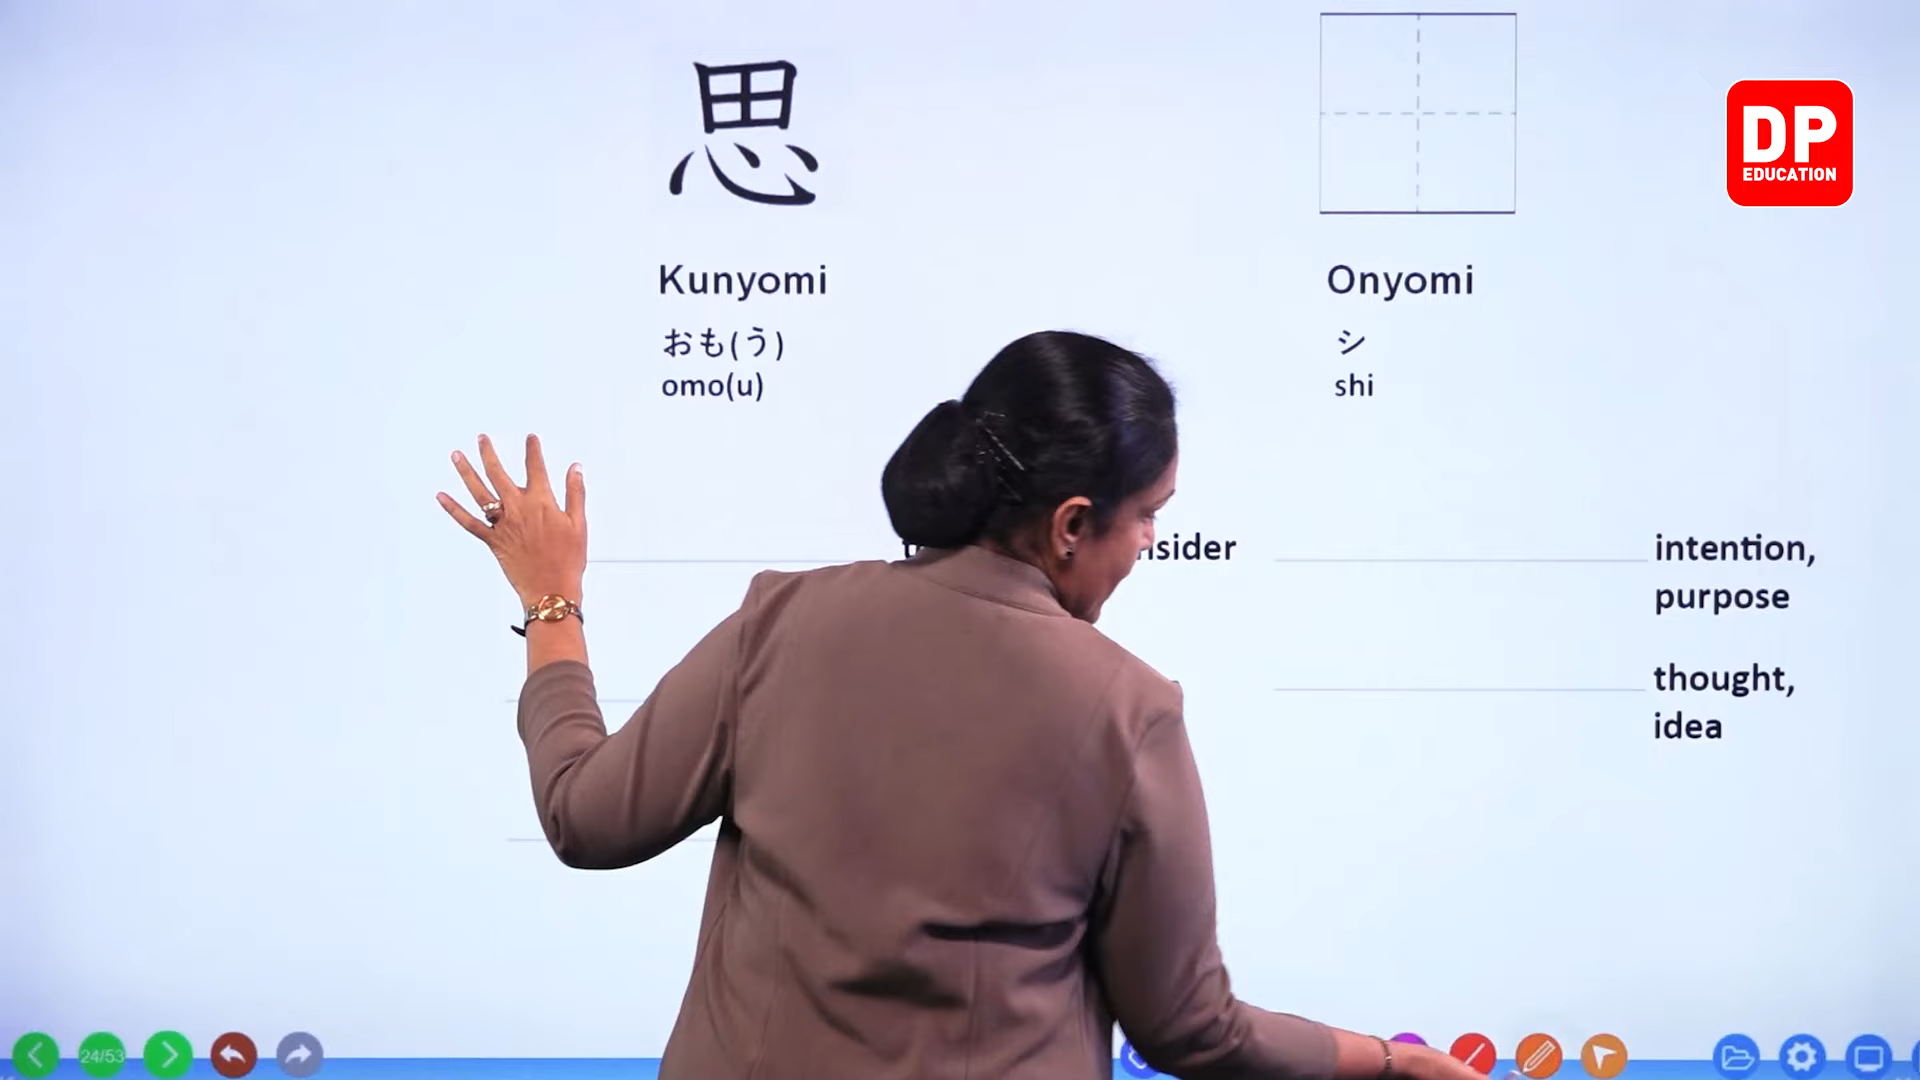 思
DP
EDUCATION
Kunyomi
Onyomi
おも(う)
シ
omo(u)
shi
intention,
purpose
thought,
idea
24/53